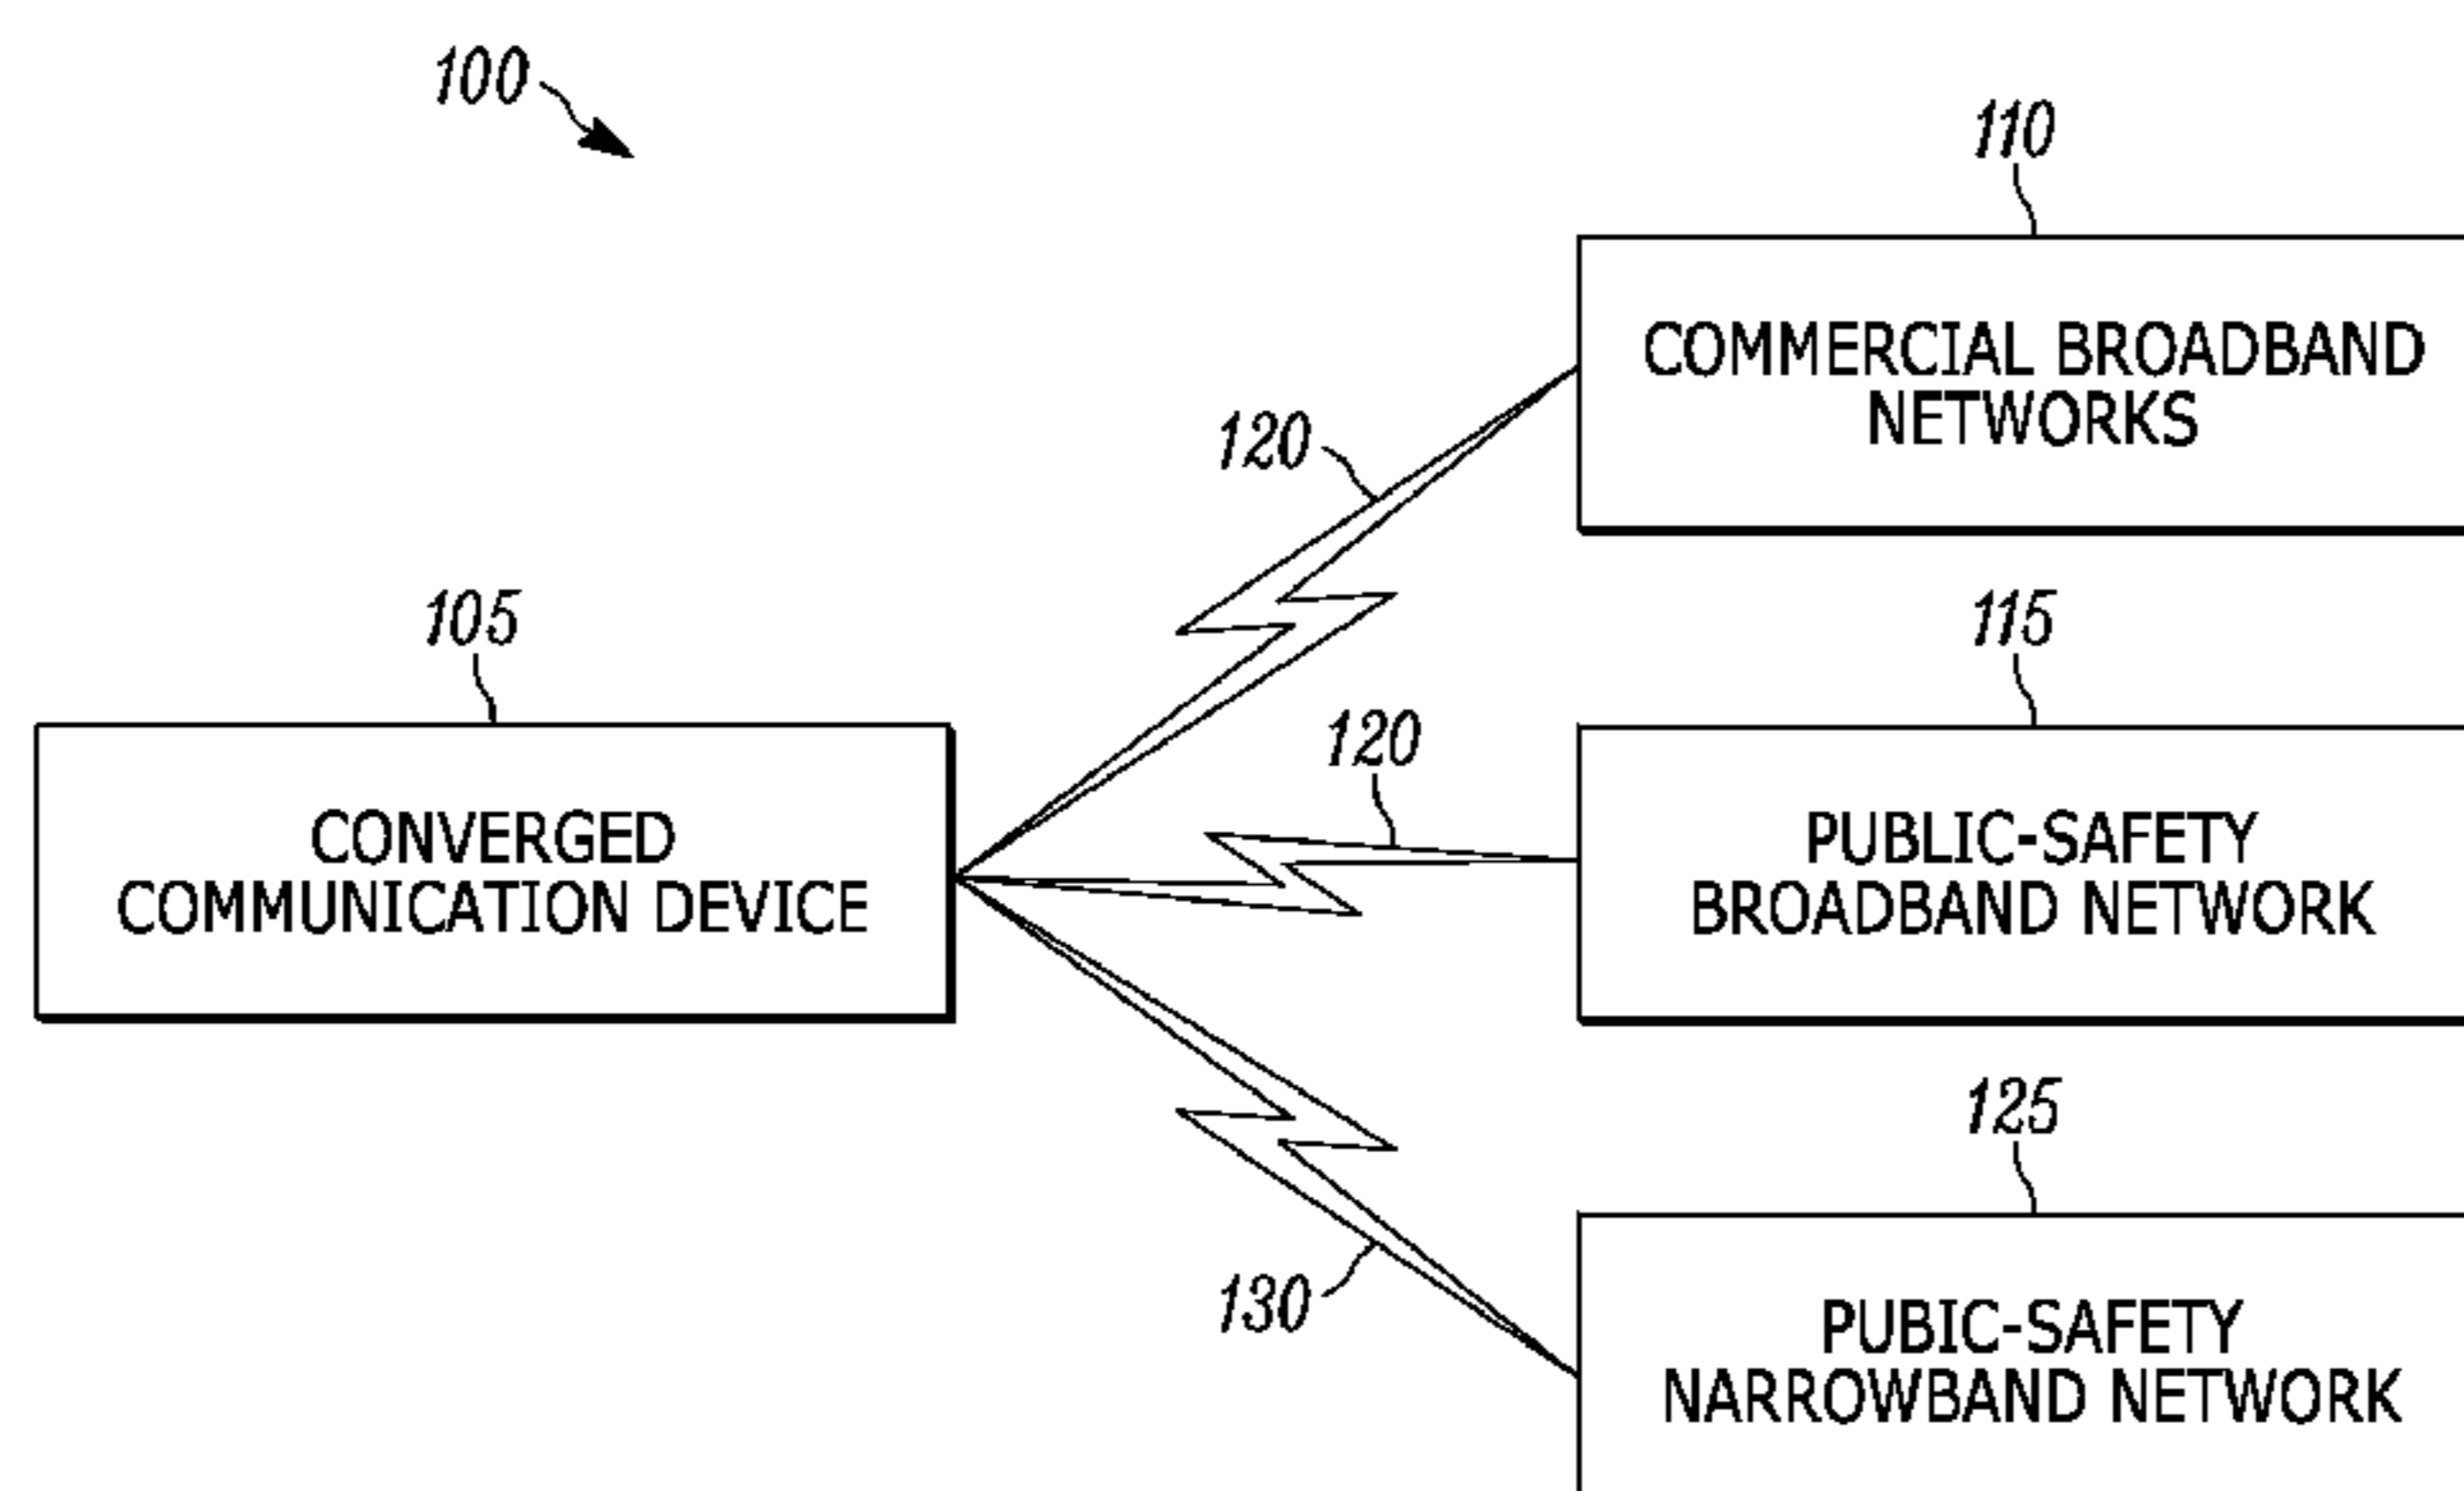 100
110
COMMERCIAL BROADBAND
NETWORKS
120
105
CONVERGED
COMMUNICATION DEVICE
115
120
PUBLIC-SAFETY
BROADBAND NETWORK
125
130
PUBIC-SAFETY
NARROWBAND NETWORK